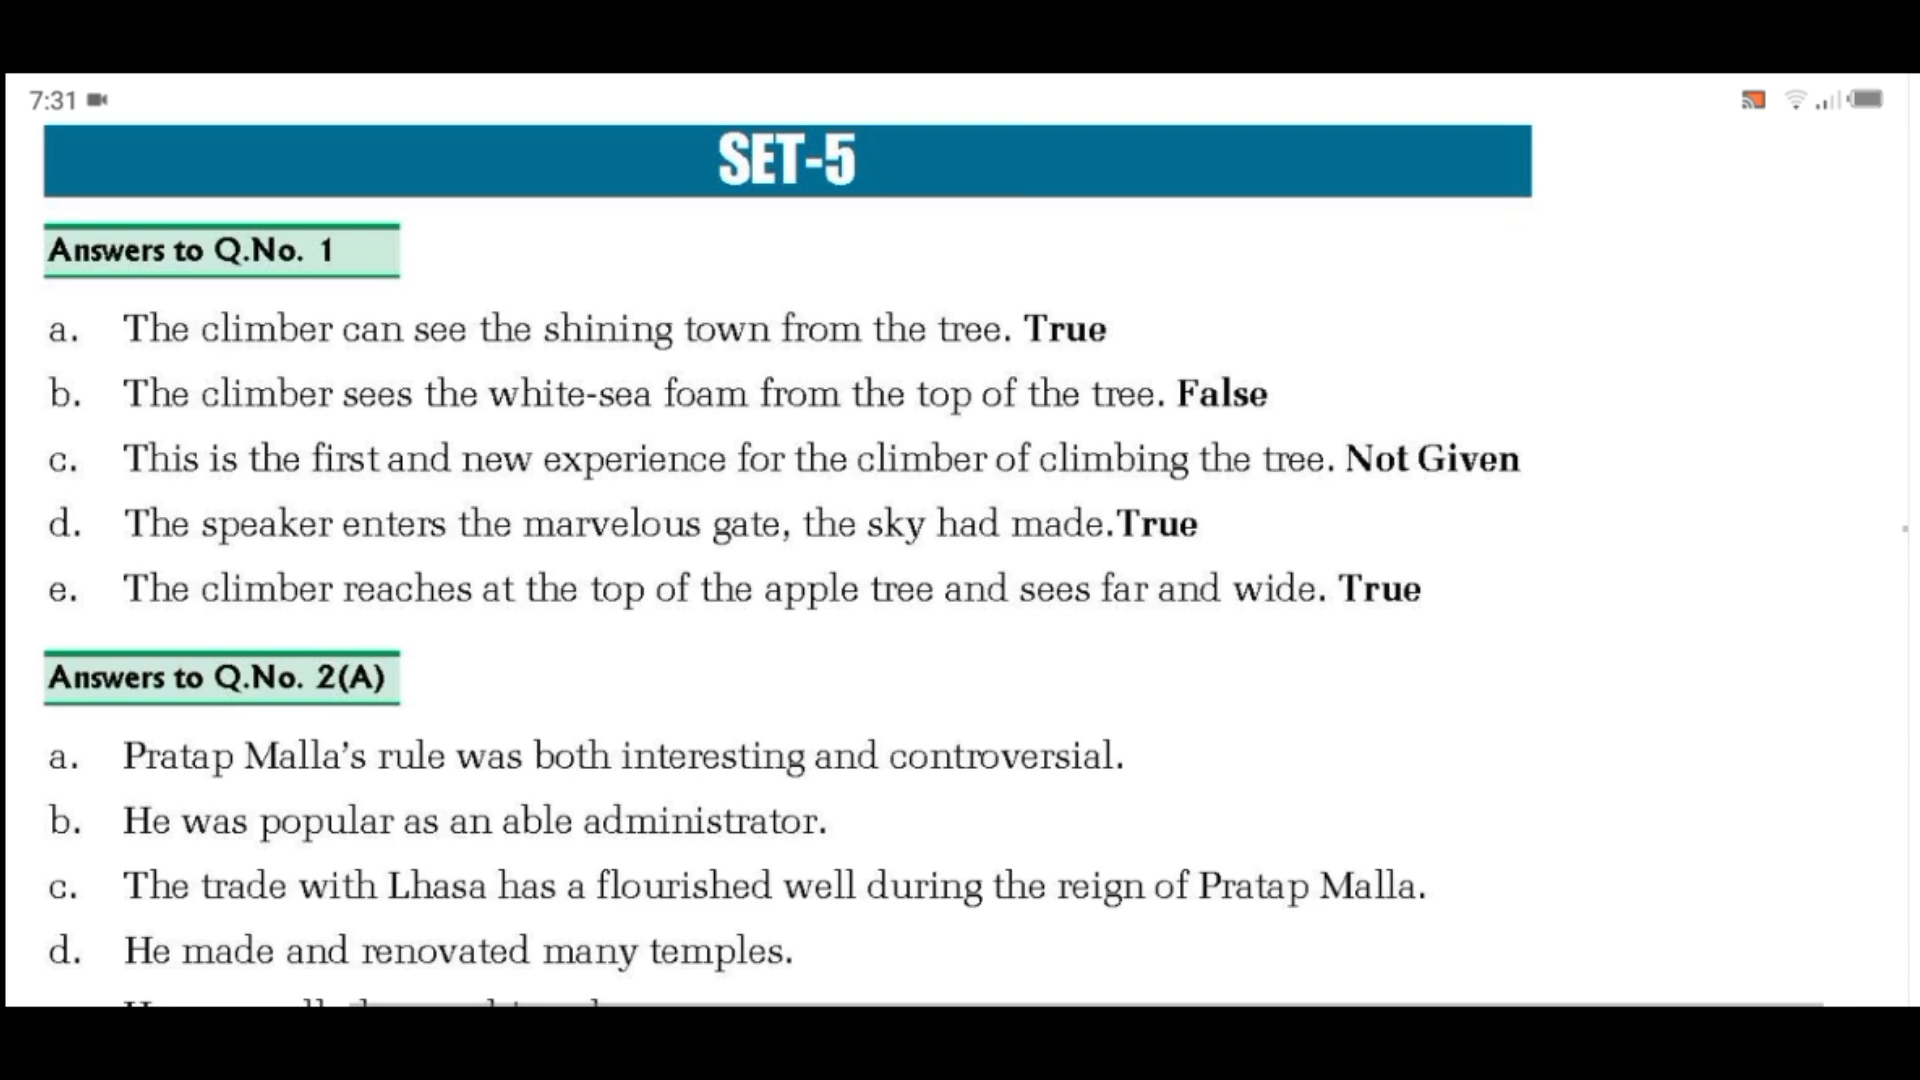 7:31
SET-5
Answers to Q.No. 1
a. The climber can see the shining town from the tree. True
b. The climber sees the white-sea foam from the top of the tree. False
c. This is the first and new experience for the climber of climbing the tree. Not Given
d. The speaker enters the marvelous gate, the sky had made.True
e. The climber reaches at the top of the apple tree and sees far and wide. True
Answers to Q.No. 2(A)
a. Pratap Malla’s rule was both interesting and controversial.
b. He was popular as an able administrator.
c. The trade with Lhasa has a flourished well during the reign of Pratap Malla.
d. He made and renovated many temples.